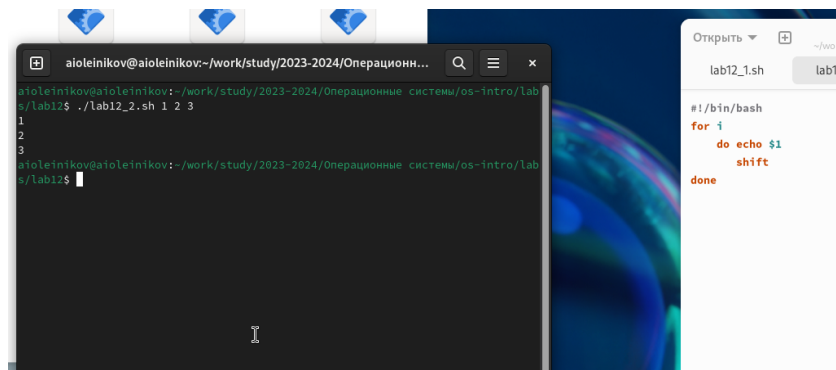 aioleinikov@aioleinikov:~/work/study/2023-2024/Операционн...
aioleinikov@aioleinikov:~/work/study/2023-2024/Операционные системы/os-intro/lab
s/lab12$ ./lab12_2.sh 1 2 3
1
2
3
aioleinikov@aioleinikov:~/work/study/2023-2024/Операционные системы/os-intro/lab
s/lab12$
Открыть
~/wo
lab12_1.sh lab1
#!/bin/bash
for i
do echo $1
shift
done